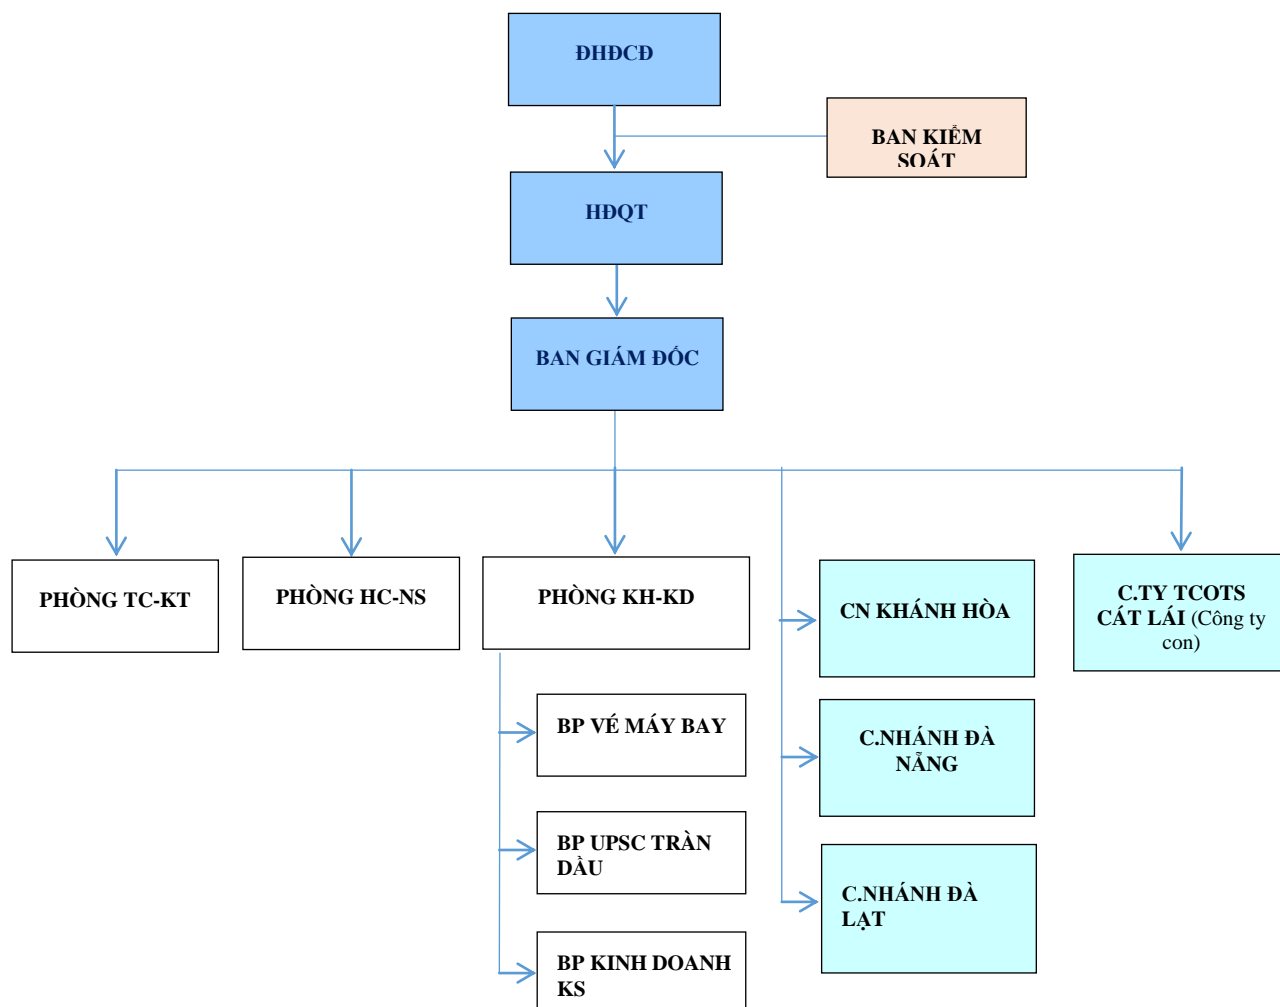 ĐHĐCĐ
BAN KIỂM
SOÁT
HĐQT
BAN GIÁM ĐỐC
PHÒNG TC-KT
PHÒNG HC-NS
PHÒNG KH-KD
CN KHÁNH HÒA
C.TY TCOTS
CÁT LÁI (Công ty
con)
BP VÉ MÁY BAY
C.NHÁNH ĐÀ
NẴNG
BP UPSC TRÀN
DẦU
C.NHÁNH ĐÀ
LẠT
BP KINH DOANH
KS